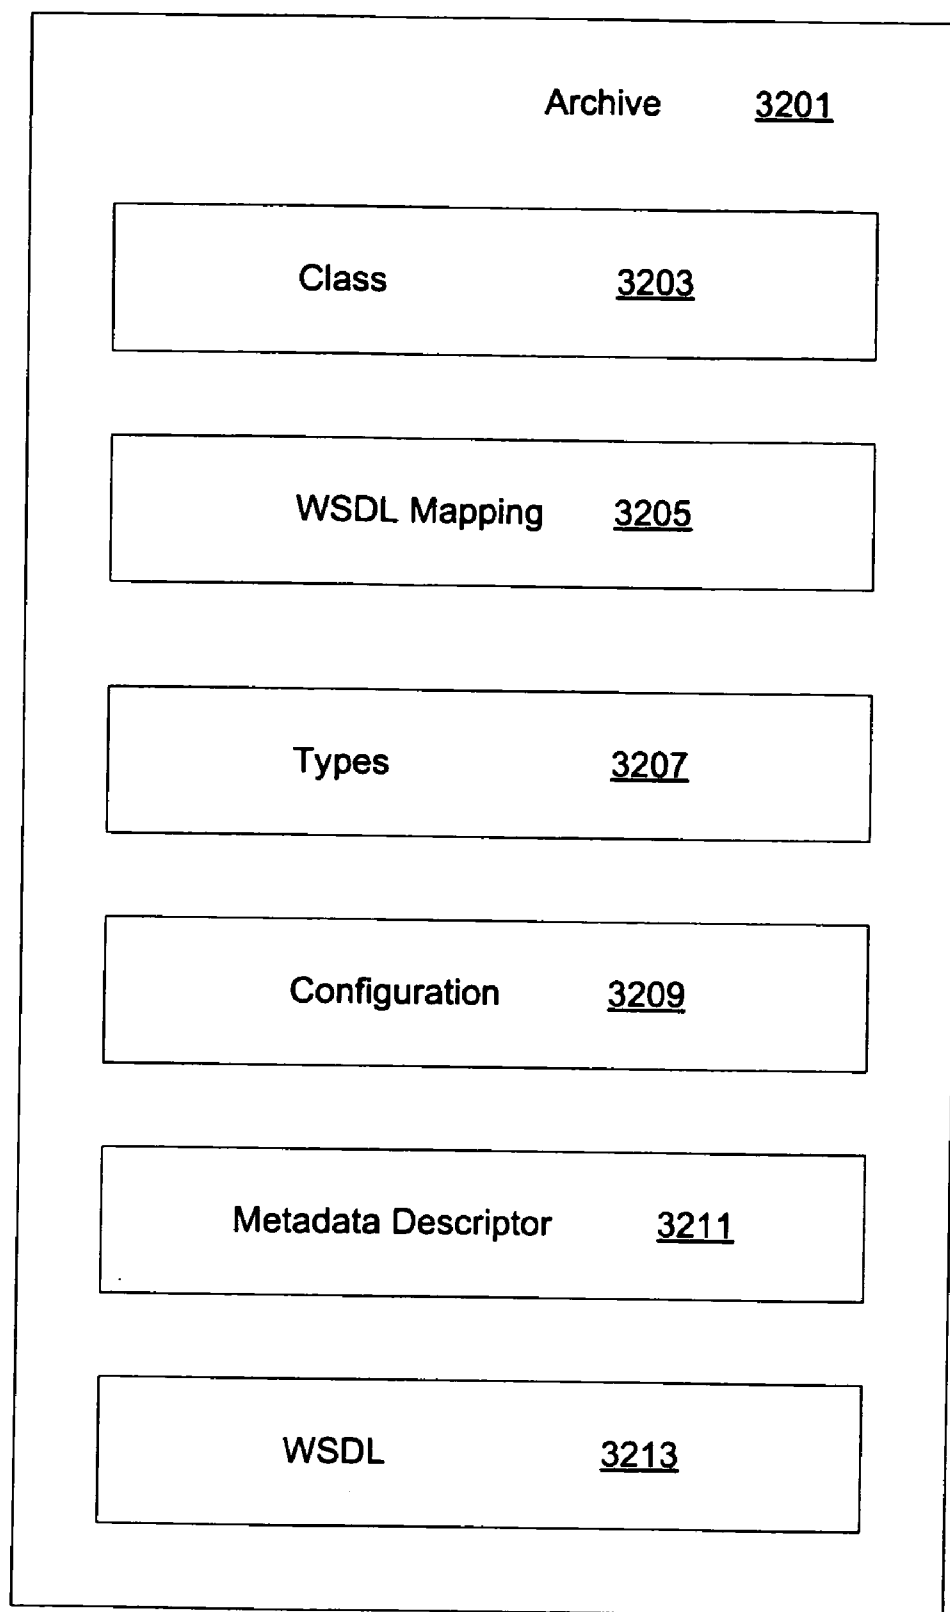 Archive 3201
Class 3203
WSDL Mapping 3205
Types 3207
Configuration 3209
Metadata Descriptor 3211
WSDL 3213